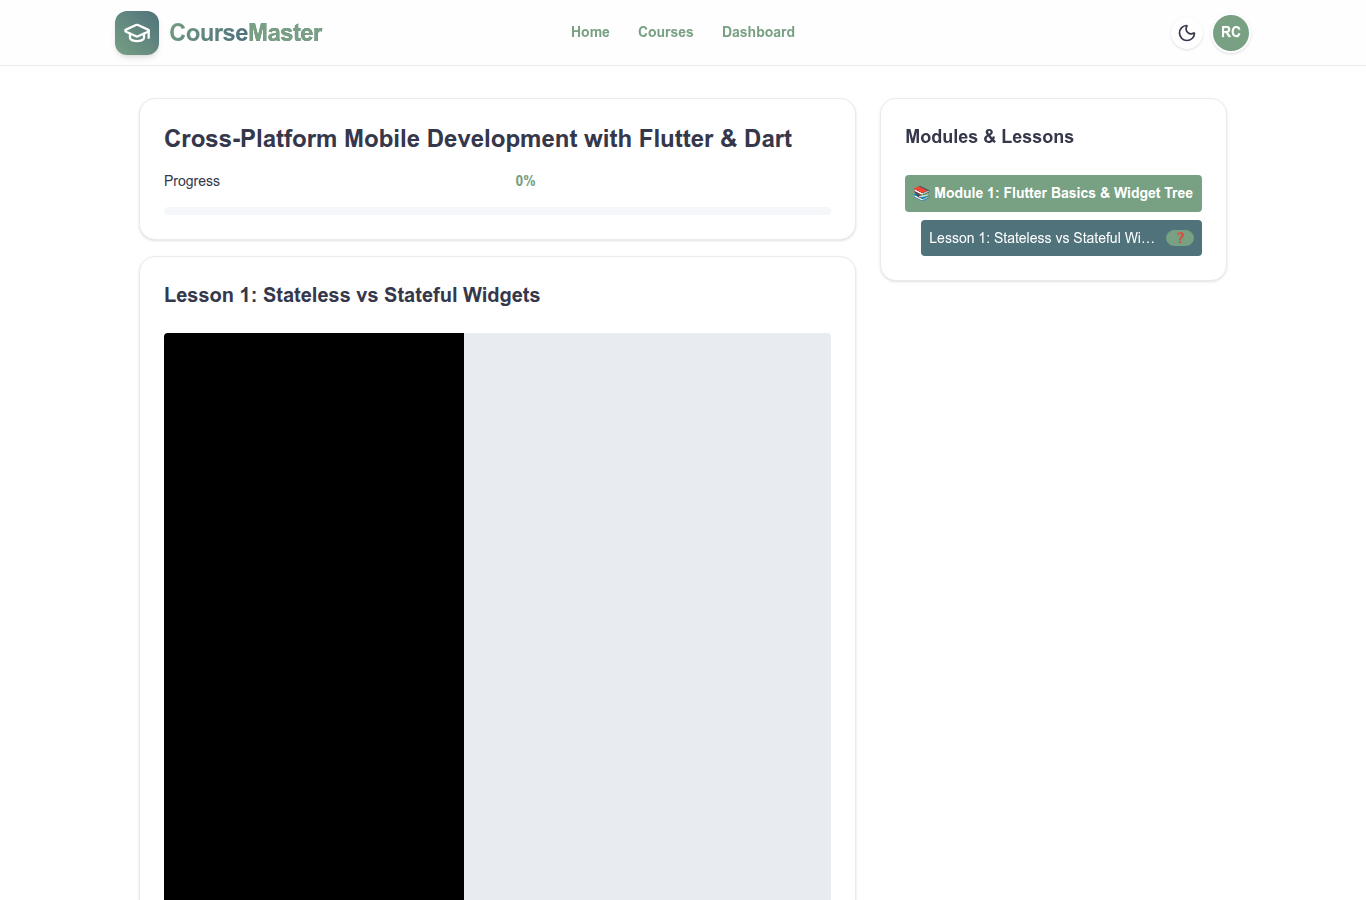 CourseMaster
Home Courses Dashboard
RC
Cross-Platform Mobile Development with Flutter & Dart
Progress 0%
Lesson 1: Stateless vs Stateful Widgets
Modules & Lessons
📚 Module 1: Flutter Basics & Widget Tree
Lesson 1: Stateless vs Stateful Wi... ❓